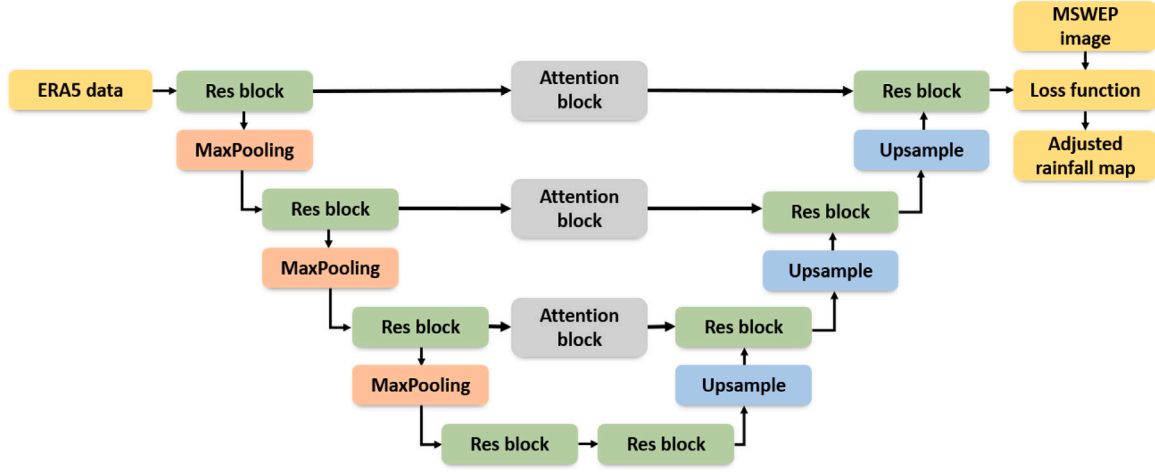 MSWEP
image
ERA5 data
Res block
Attention
block
Res block
Loss function
MaxPooling
Upsample
Adjusted
rainfall map
Res block
Attention
block
Res block
MaxPooling
Upsample
Res block
Attention
block
Res block
MaxPooling
Upsample
Res block
Res block